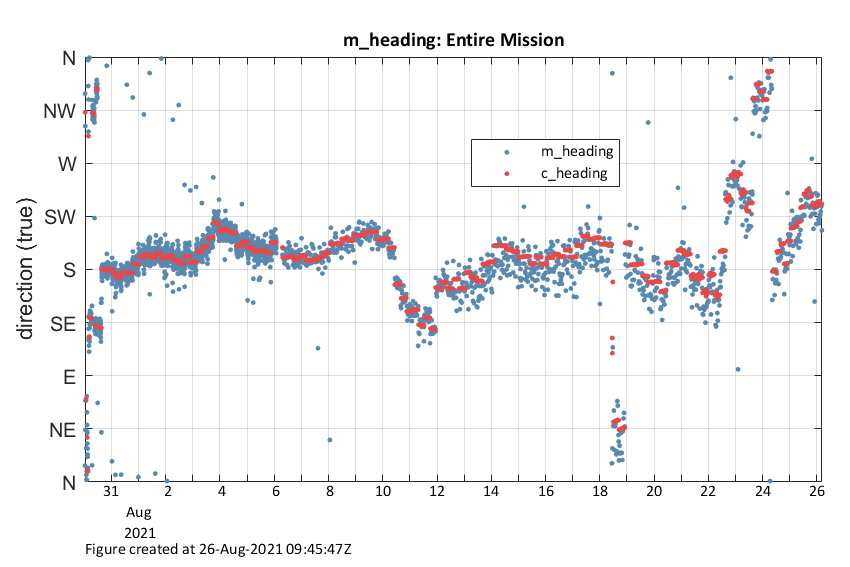 m_heading: Entire Mission
N
NW
W
SW
S
SE
E
NE
N
direction (true)
m_heading
c_heading
31 2 4 6 8 10 12 14 16 18 20 22 24 26
Aug
2021
Figure created at 26-Aug-2021 09:45:47Z